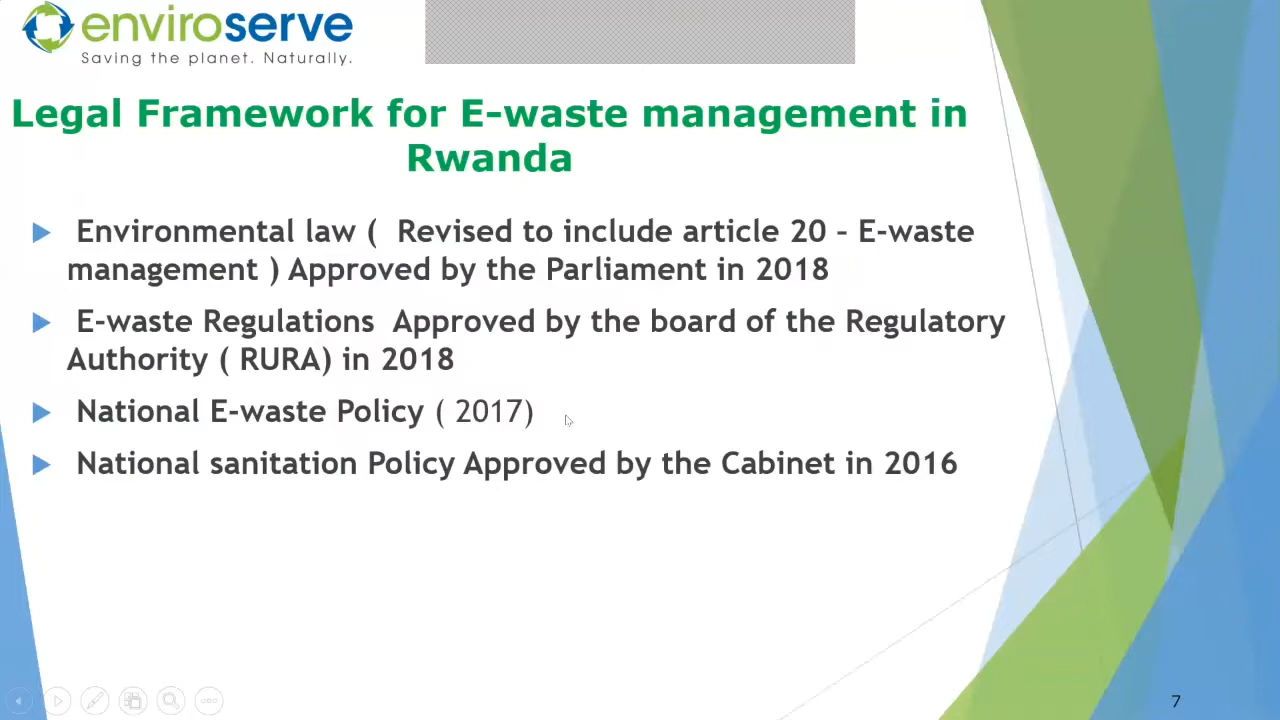 enviroserve
Saving the planet. Naturally.
Legal Framework for E-waste management in
Rwanda
Environmental law ( Revised to include article 20 – E-waste
management ) Approved by the Parliament in 2018
E-waste Regulations Approved by the board of the Regulatory
Authority ( RURA) in 2018
National E-waste Policy ( 2017)
National sanitation Policy Approved by the Cabinet in 2016
7